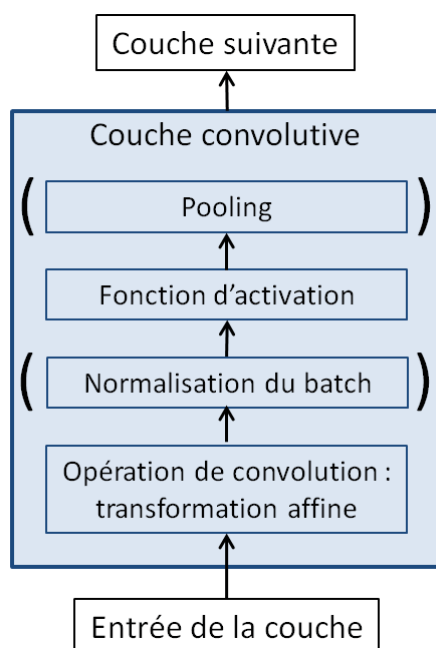 Couche suivante
Couche convolutive
( Pooling )
Fonction d'activation
( Normalisation du batch )
Opération de convolution :
transformation affine
Entrée de la couche